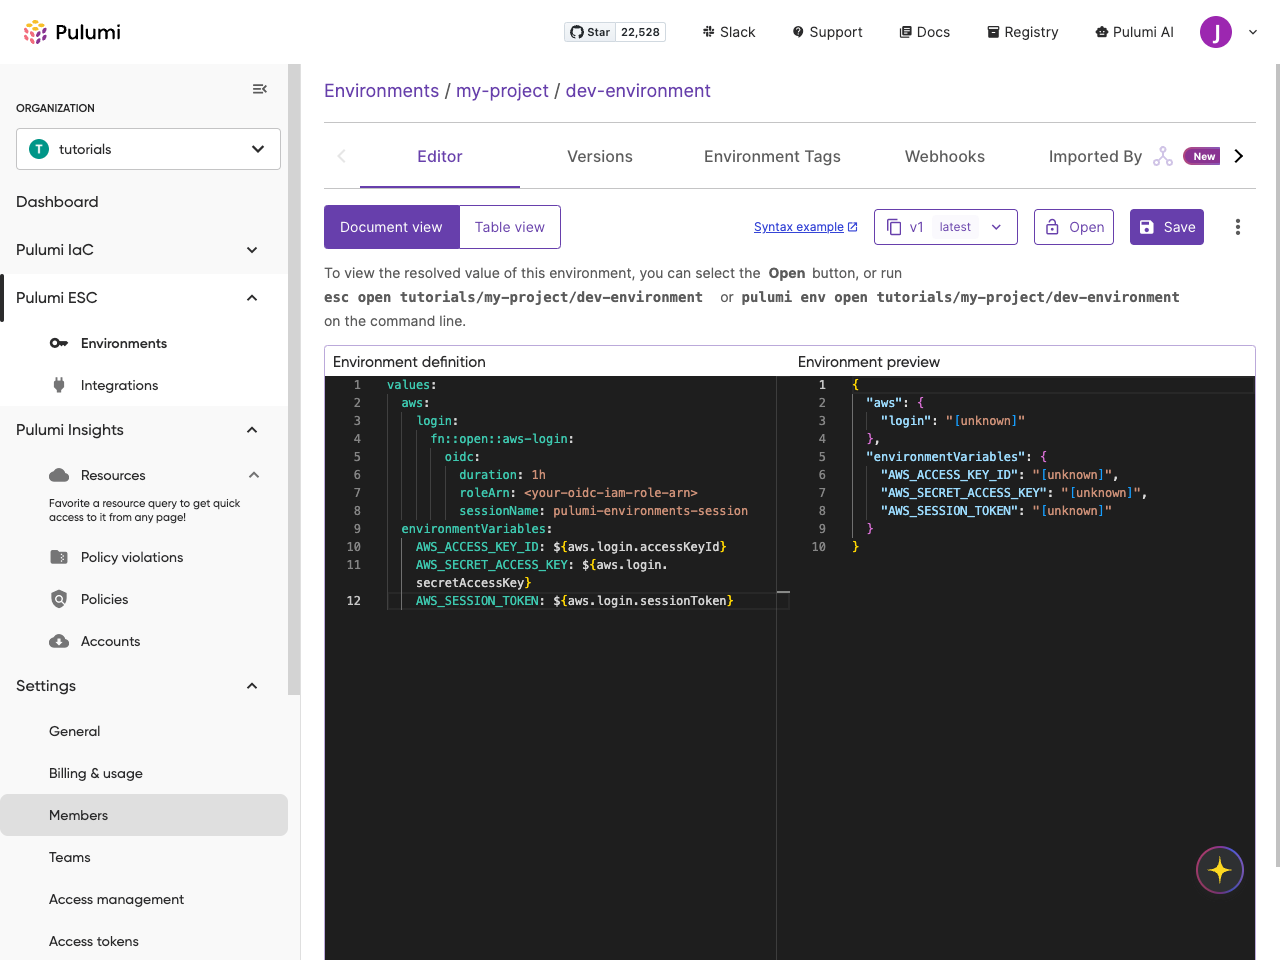 Pulumi
Star 22,528
Slack
Support
Docs
Registry
Pulumi AI
J
ORGANIZATION
T tutorials
Dashboard
Pulumi IaC
Pulumi ESC
Environments
Integrations
Pulumi Insights
Resources
Favorite a resource query to get quick
access to it from any page!
Policy violations
Policies
Accounts
Settings
General
Billing & usage
Members
Teams
Access management
Access tokens
Environments / my-project / dev-environment
Editor
Versions
Environment Tags
Webhooks
Imported By
New
Document view
Table view
Syntax example
v1 latest
Open
Save
To view the resolved value of this environment, you can select the Open button, or run
esc open tutorials/my-project/dev-environment or pulumi env open tutorials/my-project/dev-environment
on the command line.
Environment definition
1 values:
2 aws:
3 login:
4 fn::open::aws-login:
5 oidc:
6 duration: 1h
7 roleArn: <your-oidc-iam-role-arn>
8 sessionName: pulumi-environments-session
9 environmentVariables:
10 AWS_ACCESS_KEY_ID: ${aws.login.accessKeyId}
11 AWS_SECRET_ACCESS_KEY: ${aws.login.
secretAccessKey}
12 AWS_SESSION_TOKEN: ${aws.login.sessionToken}
Environment preview
1 {
2 "aws": {
3 "login": "[unknown]"
4 },
5 "environmentVariables": {
6 "AWS_ACCESS_KEY_ID": "[unknown]",
7 "AWS_SECRET_ACCESS_KEY": "[unknown]",
8 "AWS_SESSION_TOKEN": "[unknown]"
9 }
10 }